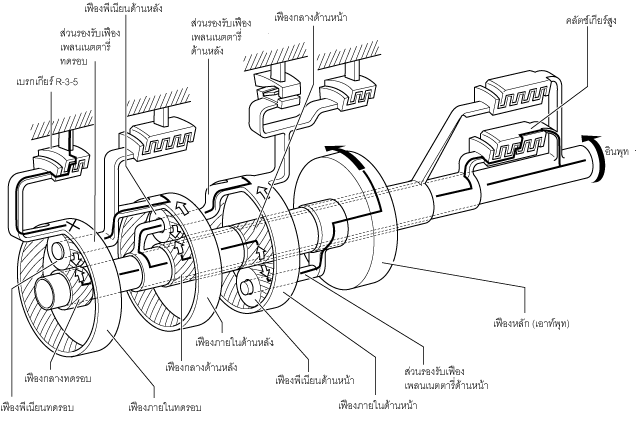 เฟืองพีเนียนด้านหลัง
ส่วนรองรับเฟือง
เพลนเนตตารี่
ทดรอบ
เบรกเกียร์ R-3-5
ส่วนรองรับเฟือง
เพลนเนตตารี่
ด้านหลัง
เฟืองกลางด้านหน้า
คลัตช์เกียร์สูง
อินพุท
เฟืองหลัก (เอาท์พุท)
ส่วนรองรับเฟือง
เพลนเนตตารี่ด้านหน้า
เฟืองภายในด้านหลัง
เฟืองกลางด้านหลัง
เฟืองพีเนียนด้านหน้า
เฟืองภายในด้านหน้า
เฟืองกลางทดรอบ
เฟืองพีเนียนทดรอบ
เฟืองภายในทดรอบ